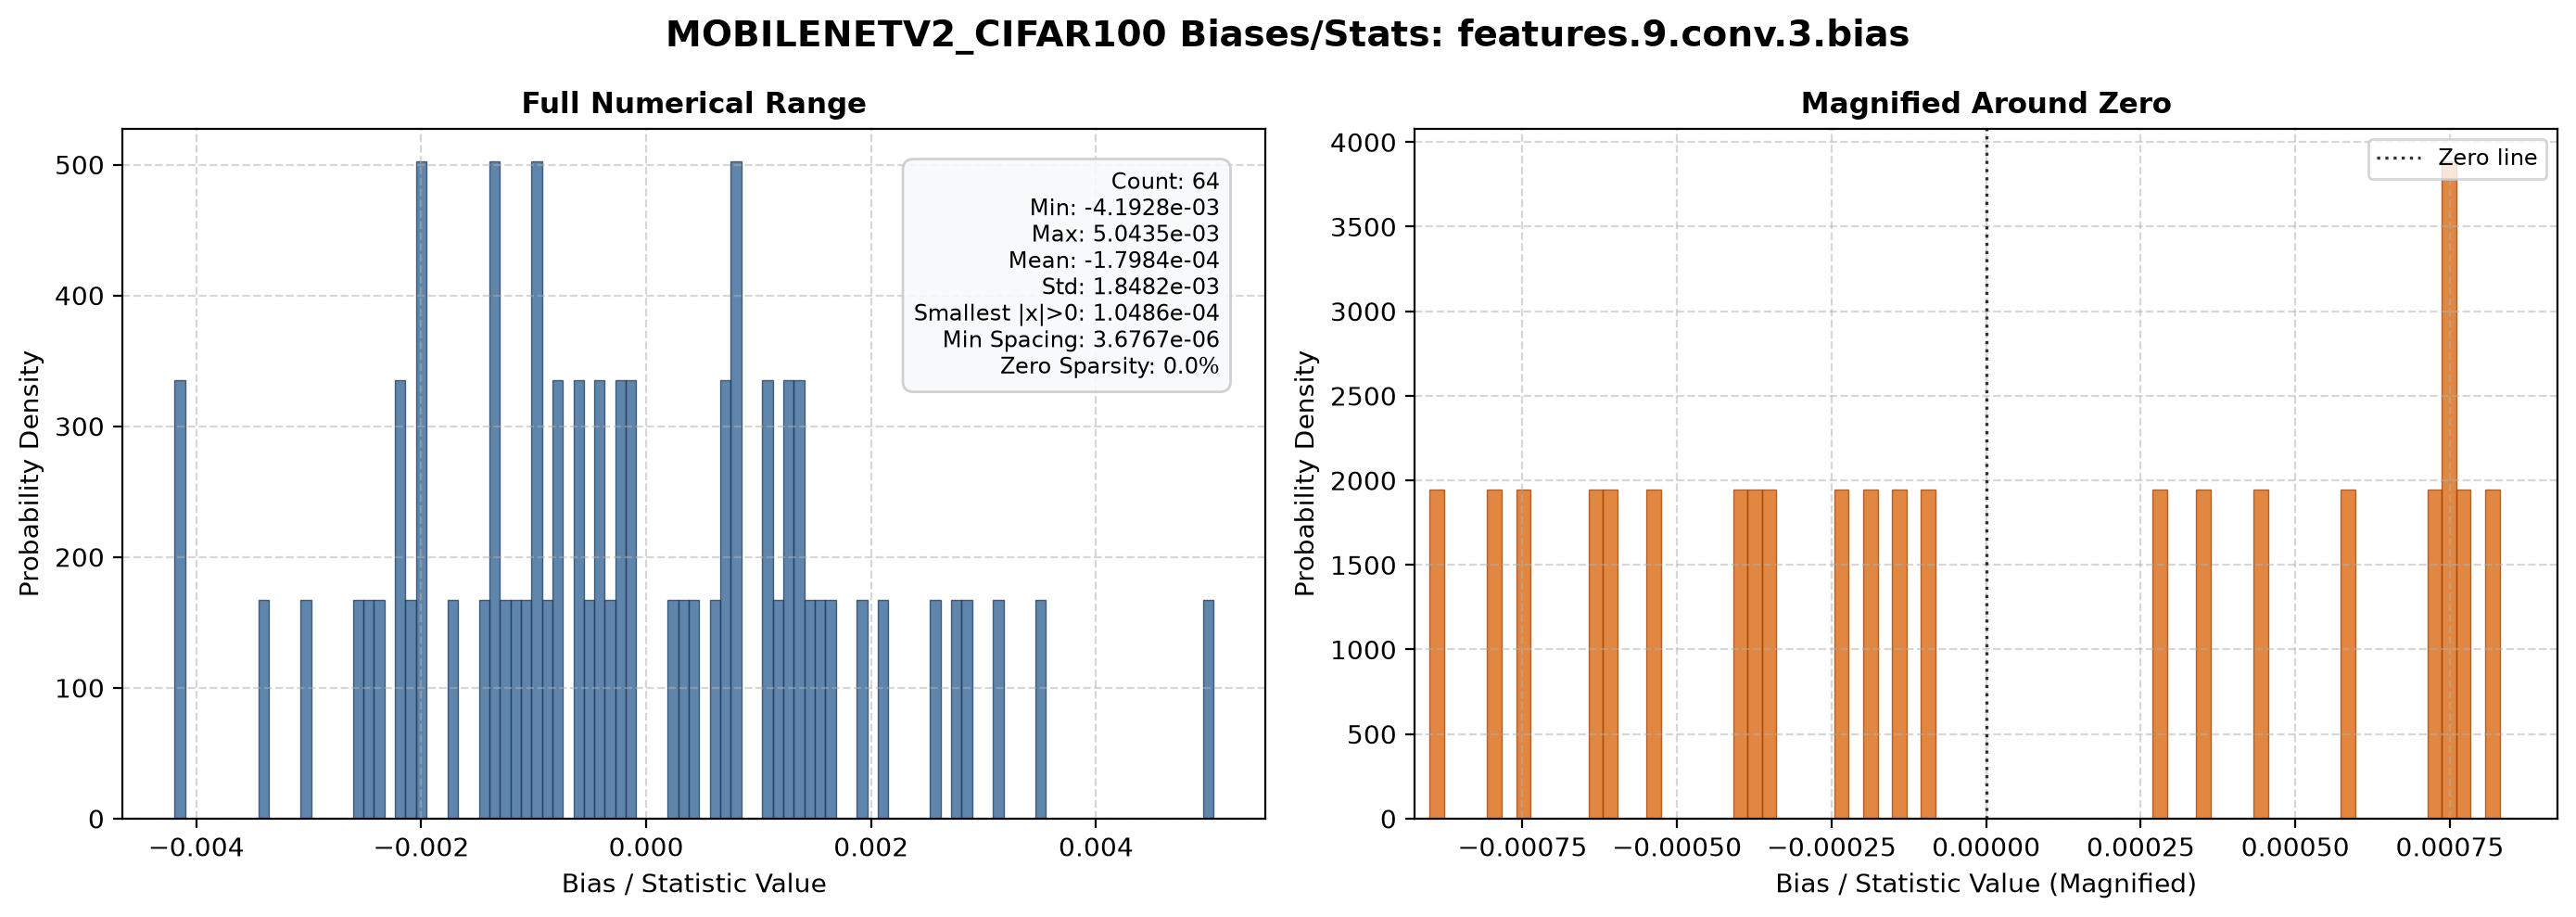 MOBILENETV2_CIFAR100 Biases/Stats: features.9.conv.3.bias
Full Numerical Range
Probability Density
500
400
300
200
100
0
Count: 64
Min: -4.1928e-03
Max: 5.0435e-03
Mean: -1.7984e-04
Std: 1.8482e-03
Smallest |x|>0: 1.0486e-04
Min Spacing: 3.6767e-06
Zero Sparsity: 0.0%
−0.004 −0.002 0.000 0.002 0.004
Bias / Statistic Value
Magnified Around Zero
Probability Density
4000
3500
3000
2500
2000
1500
1000
500
0
Zero line
−0.00075 −0.00050 −0.00025 0.00000 0.00025 0.00050 0.00075
Bias / Statistic Value (Magnified)